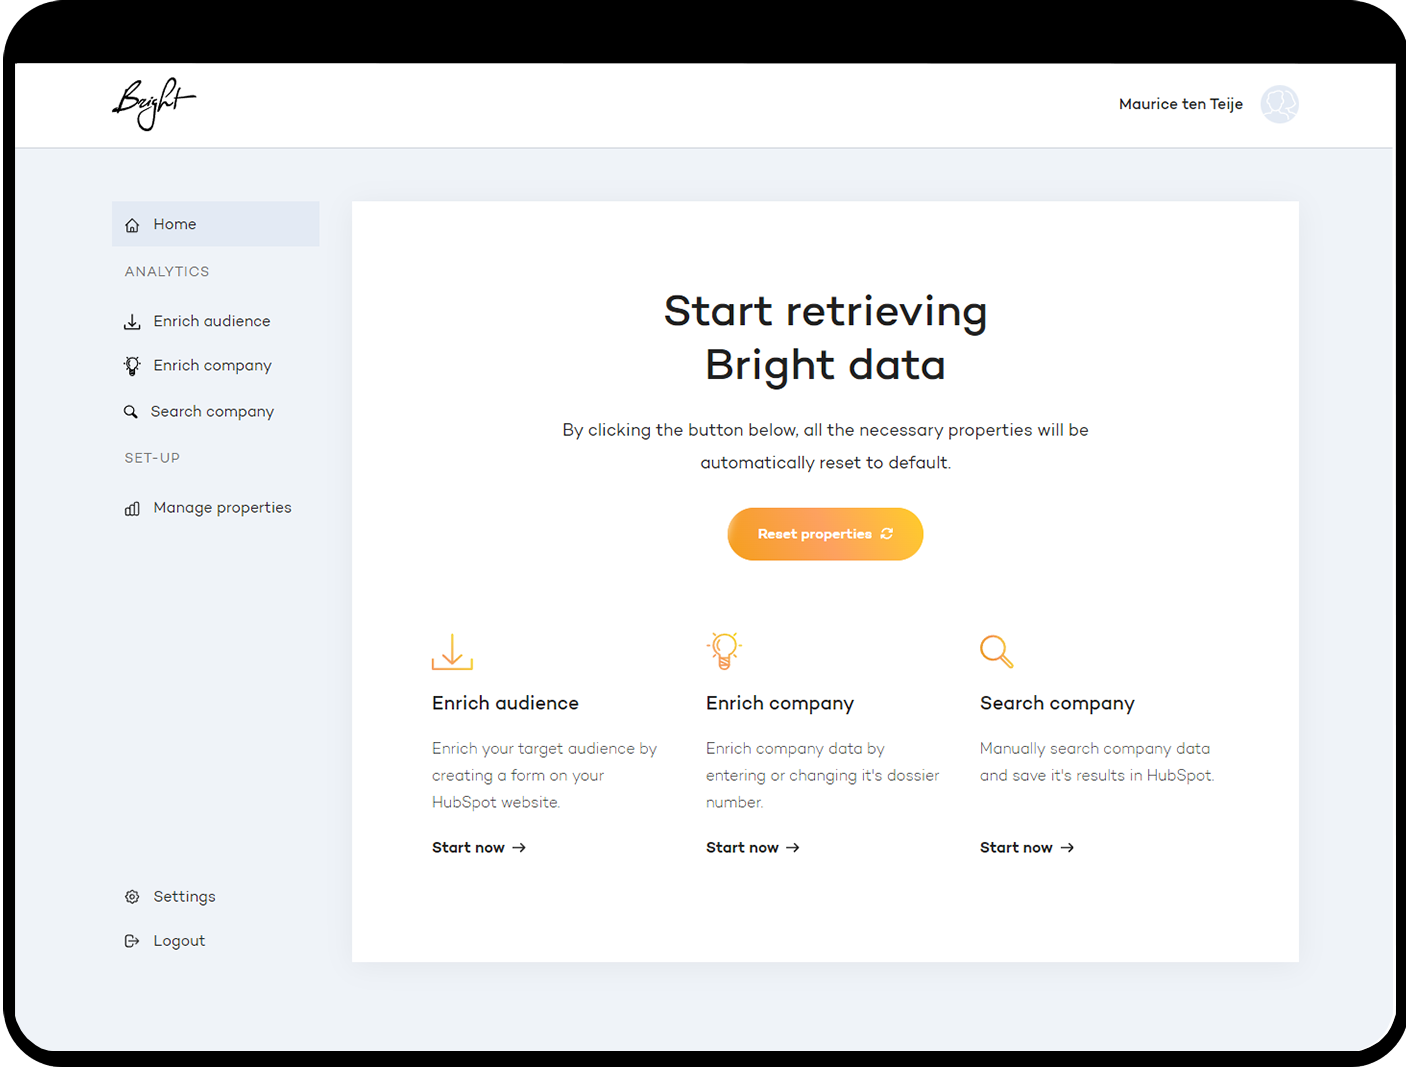 Bright
Maurice ten Teije
Home
ANALYTICS
Enrich audience
Enrich company
Search company
SET-UP
Manage properties
Settings
Logout
Start retrieving
Bright data
By clicking the button below, all the necessary properties will be
automatically reset to default.
Reset properties
Enrich audience
Enrich your target audience by
creating a form on your
HubSpot website.
Start now
Enrich company
Enrich company data by
entering or changing it's dossier
number.
Start now
Search company
Manually search company data
and save it's results in HubSpot.
Start now